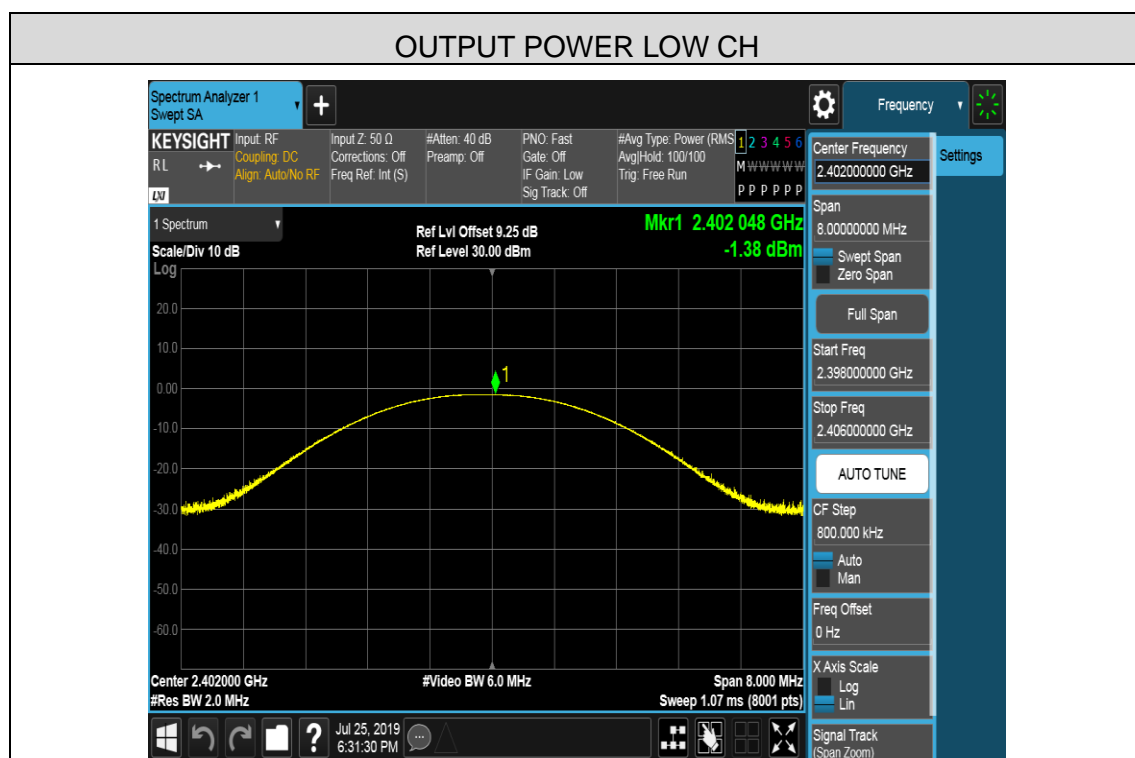 OUTPUT POWER LOW CH
Spectrum Analyzer 1
Swept SA
+
Frequency
KEYSIGHT
RL
LXI
Input: RF
Coupling: DC
Align: Auto/No RF
Input Z: 50 Ω
Corrections: Off
Freq Ref: Int (S)
#Atten: 40 dB
Preamp: Off
PNO: Fast
Gate: Off
IF Gain: Low
Sig Track: Off
#Avg Type: Power (RMS
Avg|Hold: 100/100
Trig: Free Run
1 2 3 4 5 6
M W W W W W
P P P P P P
1 Spectrum
Scale/Div 10 dB
Ref Lvl Offset 9.25 dB
Ref Level 30.00 dBm
Mkr1 2.402 048 GHz
-1.38 dBm
Log
20.0
10.0
0.00
-10.0
-20.0
-30.0
-40.0
-50.0
-60.0
1
Center 2.402000 GHz
#Res BW 2.0 MHz
#Video BW 6.0 MHz
Span 8.000 MHz
Sweep 1.07 ms (8001 pts)
?
Jul 25, 2019
6:31:30 PM
Center Frequency
2.402000000 GHz
Settings
Span
8.00000000 MHz
Swept Span
Zero Span
Full Span
Start Freq
2.398000000 GHz
Stop Freq
2.406000000 GHz
AUTO TUNE
CF Step
800.000 kHz
Auto
Man
Freq Offset
0 Hz
X Axis Scale
Log
Lin
Signal Track
(Span Zoom)